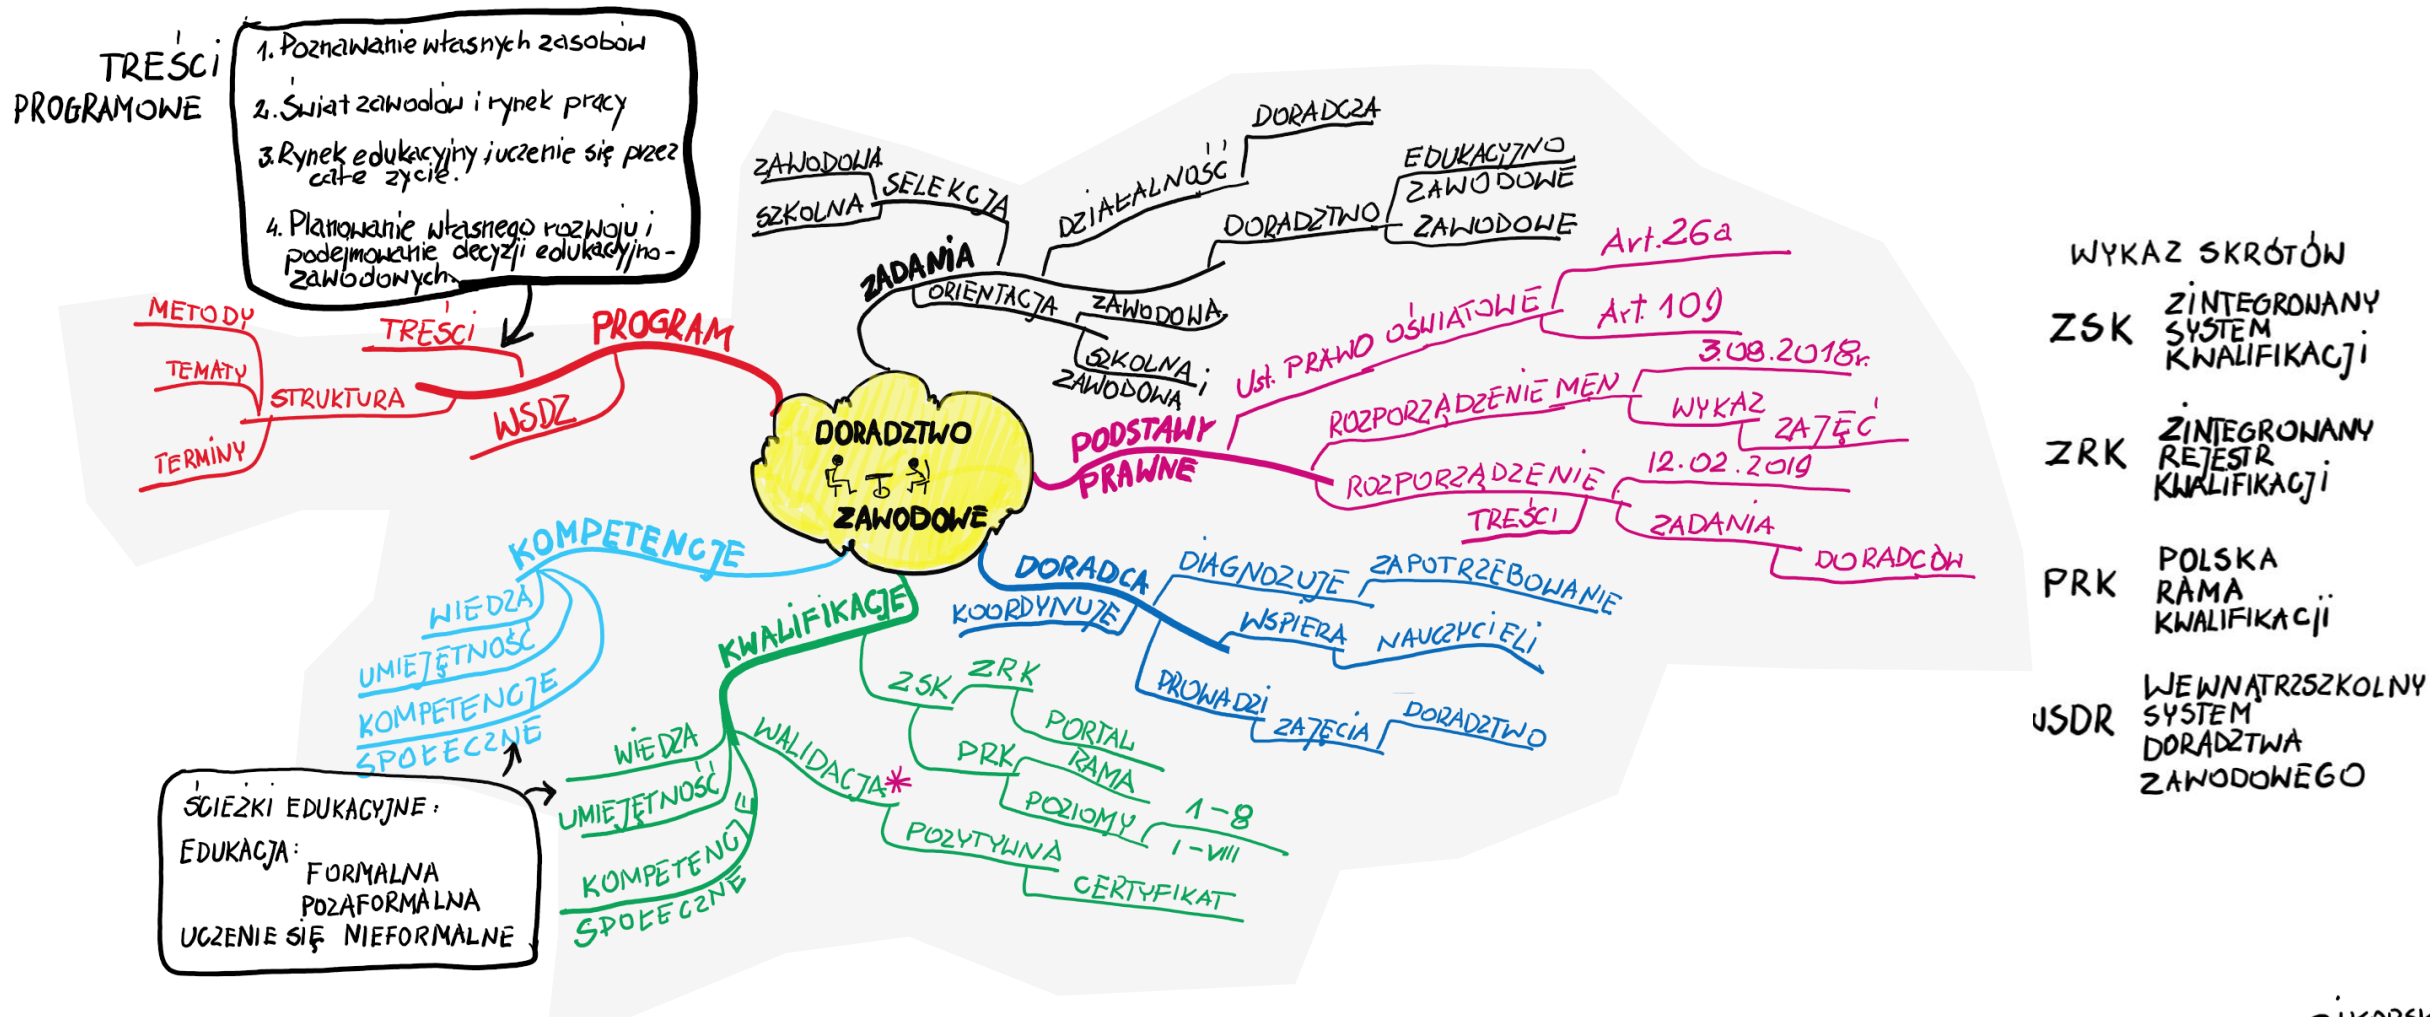 TREŚCI
PROGRAMOWE
1. Poznawanie własnych zasobów
2. Świat zawodów i rynek pracy
3. Rynek edukacyjny i uczenie się przez
całe życie.
4. Planowanie własnego rozwoju i
podejmowanie decyzji edukacyjno-
zawodowych.
PROGRAM
TREŚCI
WSDZ
STRUKTURA
METODY
TEMATY
TERMINY
ZADANIA
SELEKCJA
ZAWODOWA
SZKOLNA
DZIAŁALNOŚĆ
DORADCZA
DORADZTWO
EDUKACYJNO
ZAWODOWE
ZAWODOWE
ORIENTACJA
ZAWODOWA
SZKOLNA i
ZAWODOWA
DORADZTWO
ZAWODOWE
PODSTAWY
PRAWNE
Ust. PRAWO OŚWIATOWE
Art. 26a
Art. 109
ROZPORZĄDZENIE MEN
3.08.2018r.
WYKAZ
ZAJĘĆ
ROZPORZĄDZENIE
12.02.2019
TREŚCI
ZADANIA
DORADCÓW
DORADCA
KOORDYNUJE
DIAGNOZUJE
ZAPOTRZEBOWANIE
WSPIERA
NAUCZYCIELI
PROWADZI
ZAJĘCIA
DORADZTWO
KWALIFIKACJE
ZSK
ZRK
PORTAL
PRK
RAMA
POZIOMY
1-8
I-VIII
WALIDACJA*
POZYTYWNA
CERTYFIKAT
WIEDZA
UMIEJĘTNOŚĆ
KOMPETENCJE
SPOŁECZNE
KOMPETENCJE
WIEDZA
UMIEJĘTNOŚĆ
KOMPETENCJE
SPOŁECZNE
ŚCIEŻKI EDUKACYJNE:
EDUKACJA:
FORMALNA
POZAFORMALNA
UCZENIE SIĘ NIEFORMALNE
WYKAZ SKRÓTÓW
ZSK
ZINTEGROWANY
SYSTEM
KWALIFIKACJI
ZRK
ZINTEGROWANY
REJESTR
KWALIFIKACJI
PRK
POLSKA
RAMA
KWALIFIKACJI
WSDR
WEWNĄTRZSZKOLNY
SYSTEM
DORADZTWA
ZAWODOWEGO